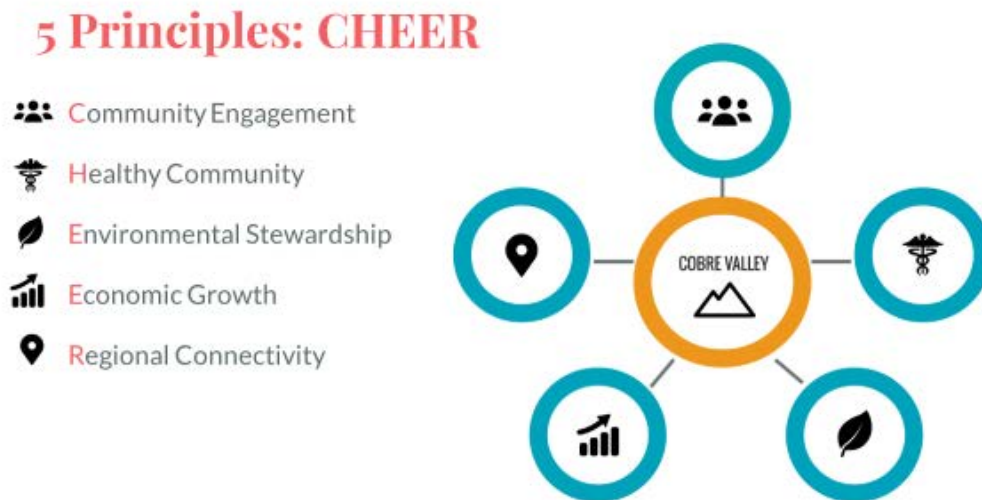 5 Principles: CHEER
Community Engagement
Healthy Community
Environmental Stewardship
Economic Growth
Regional Connectivity
COBRE VALLEY